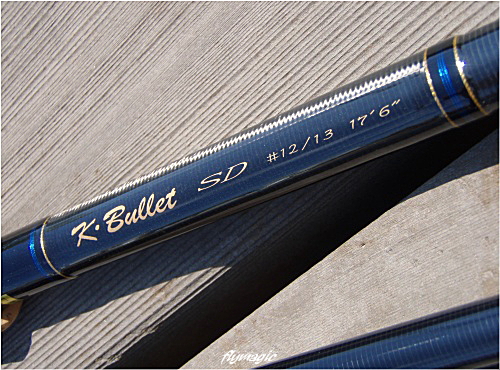 K·Bullet SD #12/13 17'6"
flymagic